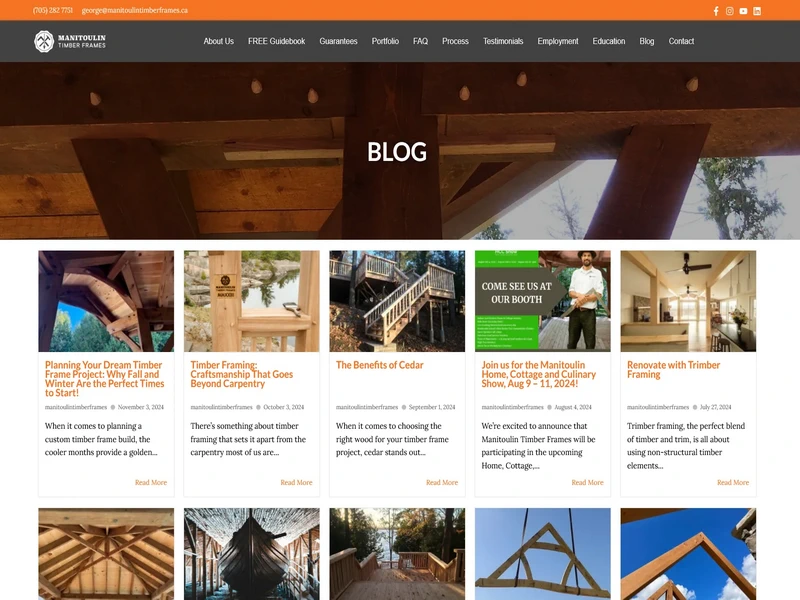 (705) 282 7751 george@manitoulintimberframes.ca
MANITOULIN
TIMBER FRAMES
About Us FREE Guidebook Guarantees Portfolio FAQ Process Testimonials Employment Education Blog Contact
BLOG
Planning Your Dream Timber
Frame Project: Why Fall and
Winter Are the Perfect Times
to Start!
manitoulintimberframes November 3, 2024
When it comes to planning a
custom timber frame build, the
cooler months provide a golden...
Read More
MANITOULIN
TIMBER FRAMES
Timber Framing:
Craftsmanship That Goes
Beyond Carpentry
manitoulintimberframes October 3, 2024
There's something about timber
framing that sets it apart from the
carpentry most of us are...
Read More
The Benefits of Cedar
manitoulintimberframes September 1, 2024
When it comes to choosing the
right wood for your timber frame
project, cedar stands out...
Read More
COME SEE US AT
OUR BOOTH
Join us for the Manitoulin
Home, Cottage and Culinary
Show, Aug 9 – 11, 2024!
manitoulintimberframes August 4, 2024
We're excited to announce that
Manitoulin Timber Frames will be
participating in the upcoming
Home, Cottage,...
Read More
Renovate with Trimber
Framing
manitoulintimberframes July 27, 2024
Trimber framing, the perfect blend
of timber and trim, is all about
using non-structural timber
elements...
Read More